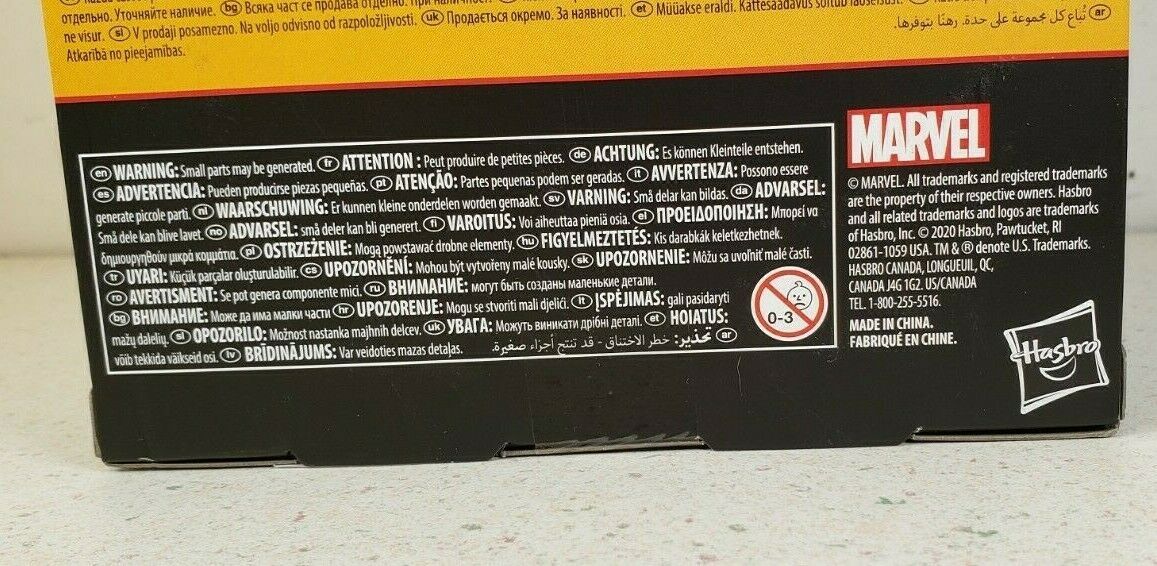 отдельно. Уточняйте наличие. bg Всяка част се продава отделно. При наличност.
ne visur. sl V prodaji posamezno. Na voljo odvisno od razpoložljivosti. uk Продається окремо. За наявності. et Müüakse eraldi. Kättesaadavus sõltub laoseisust.
Atkarībā no pieejamības.
ar تُباع كل مجموعة على حدة. رهنًا بتوفرها.
en WARNING: Small parts may be generated. fr ATTENTION : Peut produire de petites pièces. de ACHTUNG: Es können Kleinteile entstehen.
es ADVERTENCIA: Pueden producirse piezas pequeñas. pt ATENÇÃO: Partes pequenas podem ser geradas. it AVVERTENZA: Possono essere
generate piccole parti. nl WAARSCHUWING: Er kunnen kleine onderdelen worden gemaakt. sv VARNING: Små delar kan bildas. da ADVARSEL:
Små dele kan blive lavet. no ADVARSEL: små deler kan bli generert. fi VAROITUS: Voi aiheuttaa pieniä osia. el ΠΡΟΕΙΔΟΠΟΙΗΣΗ: Μπορεί να
δημιουργηθούν μικρά κομμάτια. pl OSTRZEŻENIE: Mogą powstawać drobne elementy. hu FIGYELMEZTETÉS: Kis darabkák keletkezhetnek.
tr UYARI: Küçük parçalar oluşturulabilir. cs UPOZORNĚNÍ: Mohou být vytvořeny malé kousky. sk UPOZORNENIE: Môžu sa uvoľniť malé časti.
ro AVERTISMENT: Se pot genera componente mici. ru ВНИМАНИЕ: могут быть созданы маленькие детали.
bg ВНИМАНИЕ: Може да има малки части hr UPOZORENJE: Mogu se stvoriti mali djelići. lt ĮSPĖJIMAS: gali pasidaryti
mažų dalelių. sl OPOZORILO: Možnost nastanka majhnih delcev. uk УВАГА: Можуть виникати дрібні деталі. et HOIATUS:
võib tekkida väikseid osi. lv BRĪDINĀJUMS: Var veidoties mazas detaļas. ar تحذير: خطر الاختناق - قد تنتج أجزاء صغيرة.
0-3
MARVEL
© MARVEL. All trademarks and registered trademarks
are the property of their respective owners. Hasbro
and all related trademarks and logos are trademarks
of Hasbro, Inc. © 2020 Hasbro, Pawtucket, RI
02861-1059 USA. TM & ® denote U.S. Trademarks.
HASBRO CANADA, LONGUEUIL, QC,
CANADA J4G 1G2. US/CANADA
TEL. 1-800-255-5516.
MADE IN CHINA.
FABRIQUÉ EN CHINE.
Hasbro